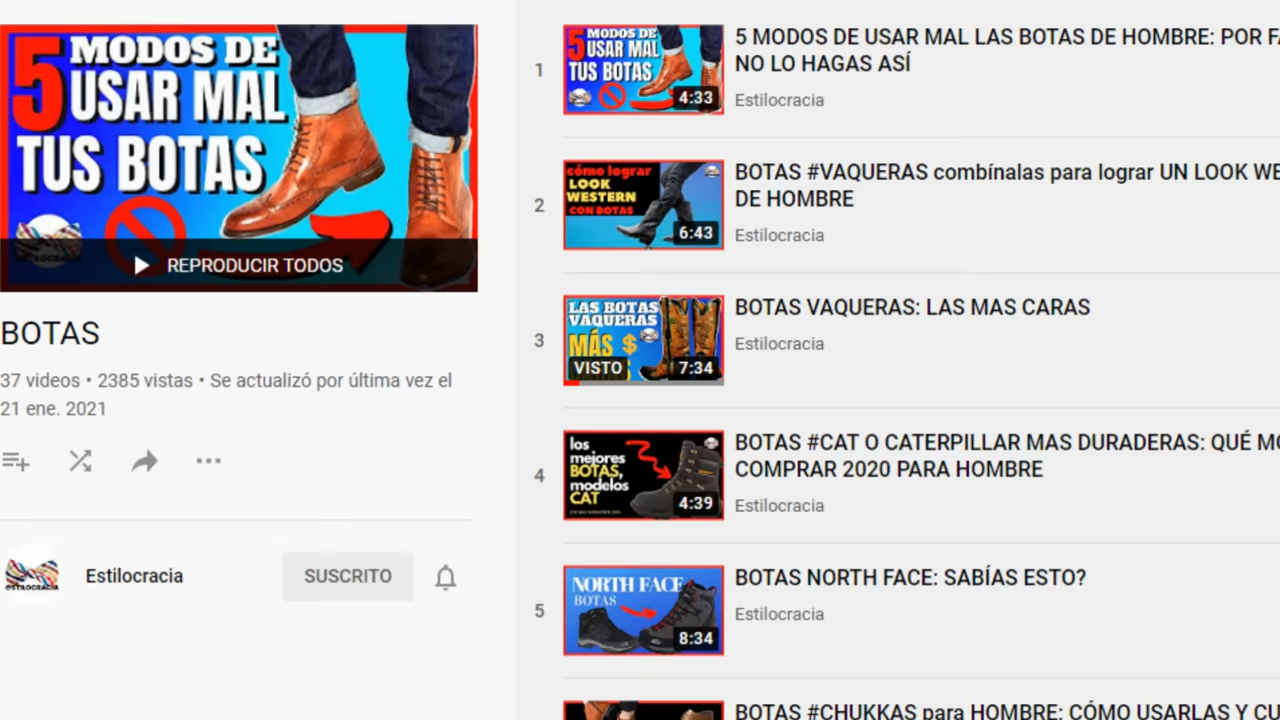 5 MODOS DE
USAR MAL
TUS BOTAS
REPRODUCIR TODOS
BOTAS
37 videos • 2385 vistas • Se actualizó por última vez el
21 ene. 2021
ESTILOCRACIA
Estilocracia
SUSCRITO
1
5 MODOS DE
USAR MAL
TUS BOTAS
4:33
5 MODOS DE USAR MAL LAS BOTAS DE HOMBRE: POR FA
NO LO HAGAS ASÍ
Estilocracia
2
cómo lograr
LOOK
WESTERN
CON BOTAS
6:43
BOTAS #VAQUERAS combínalas para lograr UN LOOK WE
DE HOMBRE
Estilocracia
3
LAS BOTAS
VAQUERAS
MÁS $
VISTO
7:34
BOTAS VAQUERAS: LAS MAS CARAS
Estilocracia
4
los
mejores
BOTAS,
modelos
CAT
4:39
BOTAS #CAT O CATERPILLAR MAS DURADERAS: QUÉ MO
COMPRAR 2020 PARA HOMBRE
Estilocracia
5
NORTH FACE
BOTAS
8:34
BOTAS NORTH FACE: SABÍAS ESTO?
Estilocracia
BOTAS #CHUKKAS para HOMBRE: CÓMO USARLAS Y CU